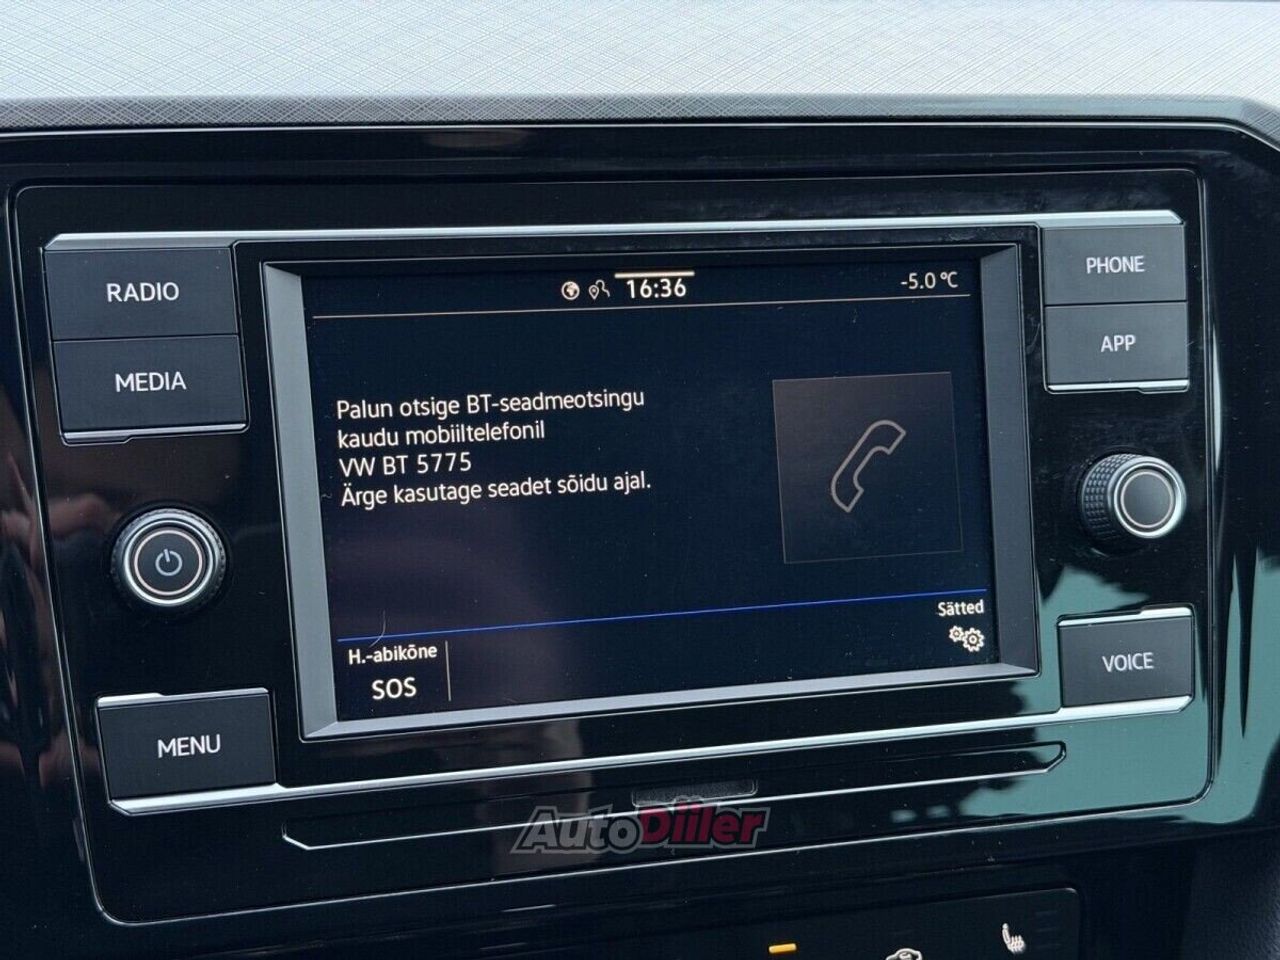 RADIO
MEDIA
MENU
16:36
-5.0 °C
Palun otsige BT-seadmeotsingu
kaudu mobiiltelefonil
VW BT 5775
Ärge kasutage seadet sõidu ajal.
Sätted
H.-abikõne
SOS
PHONE
APP
VOICE
AutoDiiler